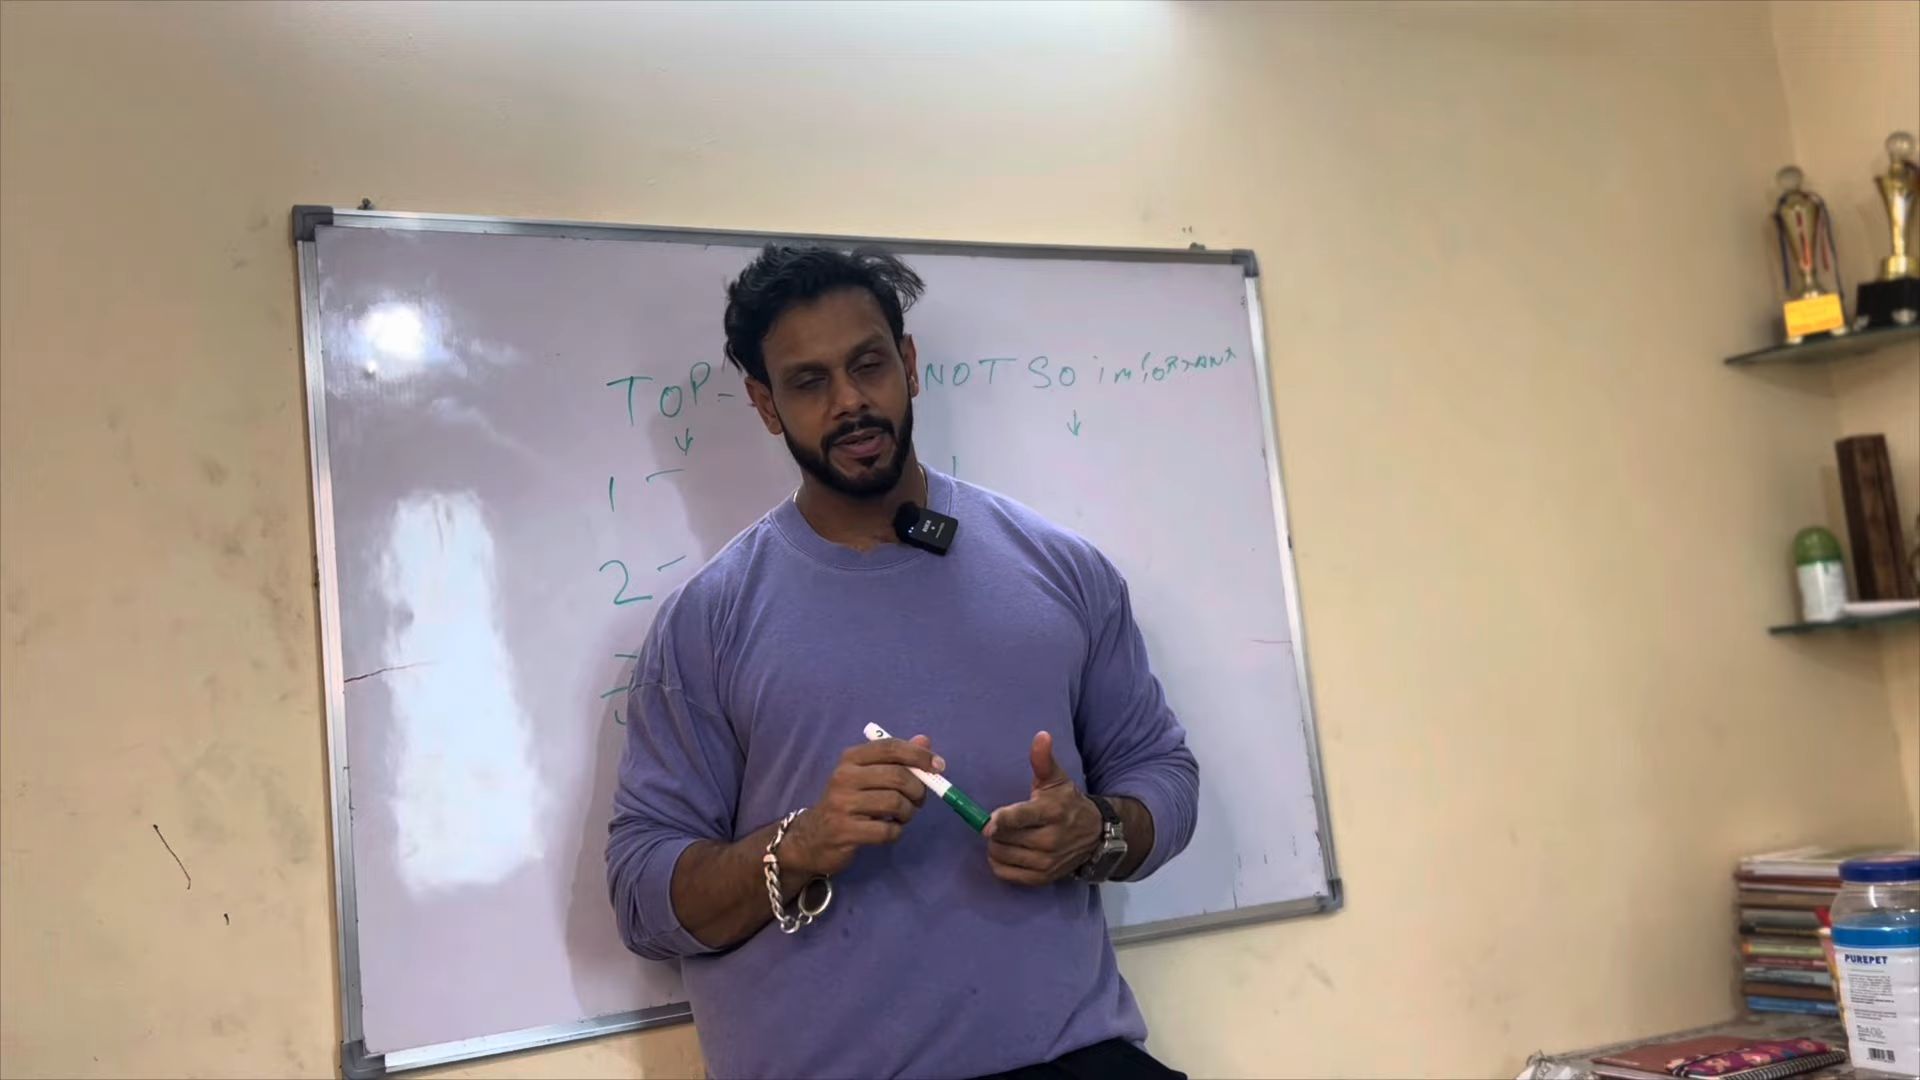 TOP- NOT SO imPORTANT
1 -
2 -
PUREPET